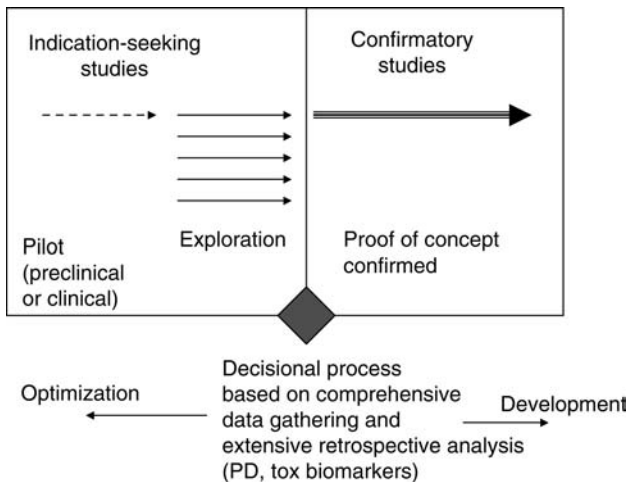 Indication-seeking
studies
Confirmatory
studies
Pilot
(preclinical
or clinical)
Exploration
Proof of concept
confirmed
Optimization
Decisional process
based on comprehensive
data gathering and
extensive retrospective analysis
(PD, tox biomarkers)
Development